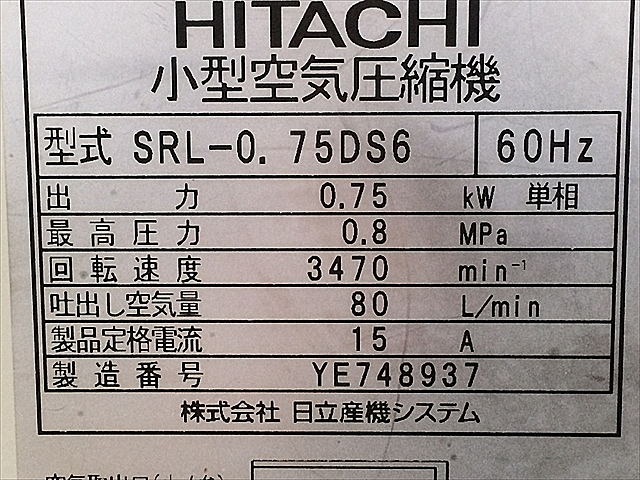 HITACHI
小型空気圧縮機
型式 SRL-0.75DS6 60Hz
出力 0.75 kW 単相
最高圧力 0.8 MPa
回転速度 3470 min⁻¹
吐出し空気量 80 L/min
製品定格電流 15 A
製造番号 YE748937
株式会社 日立産機システム